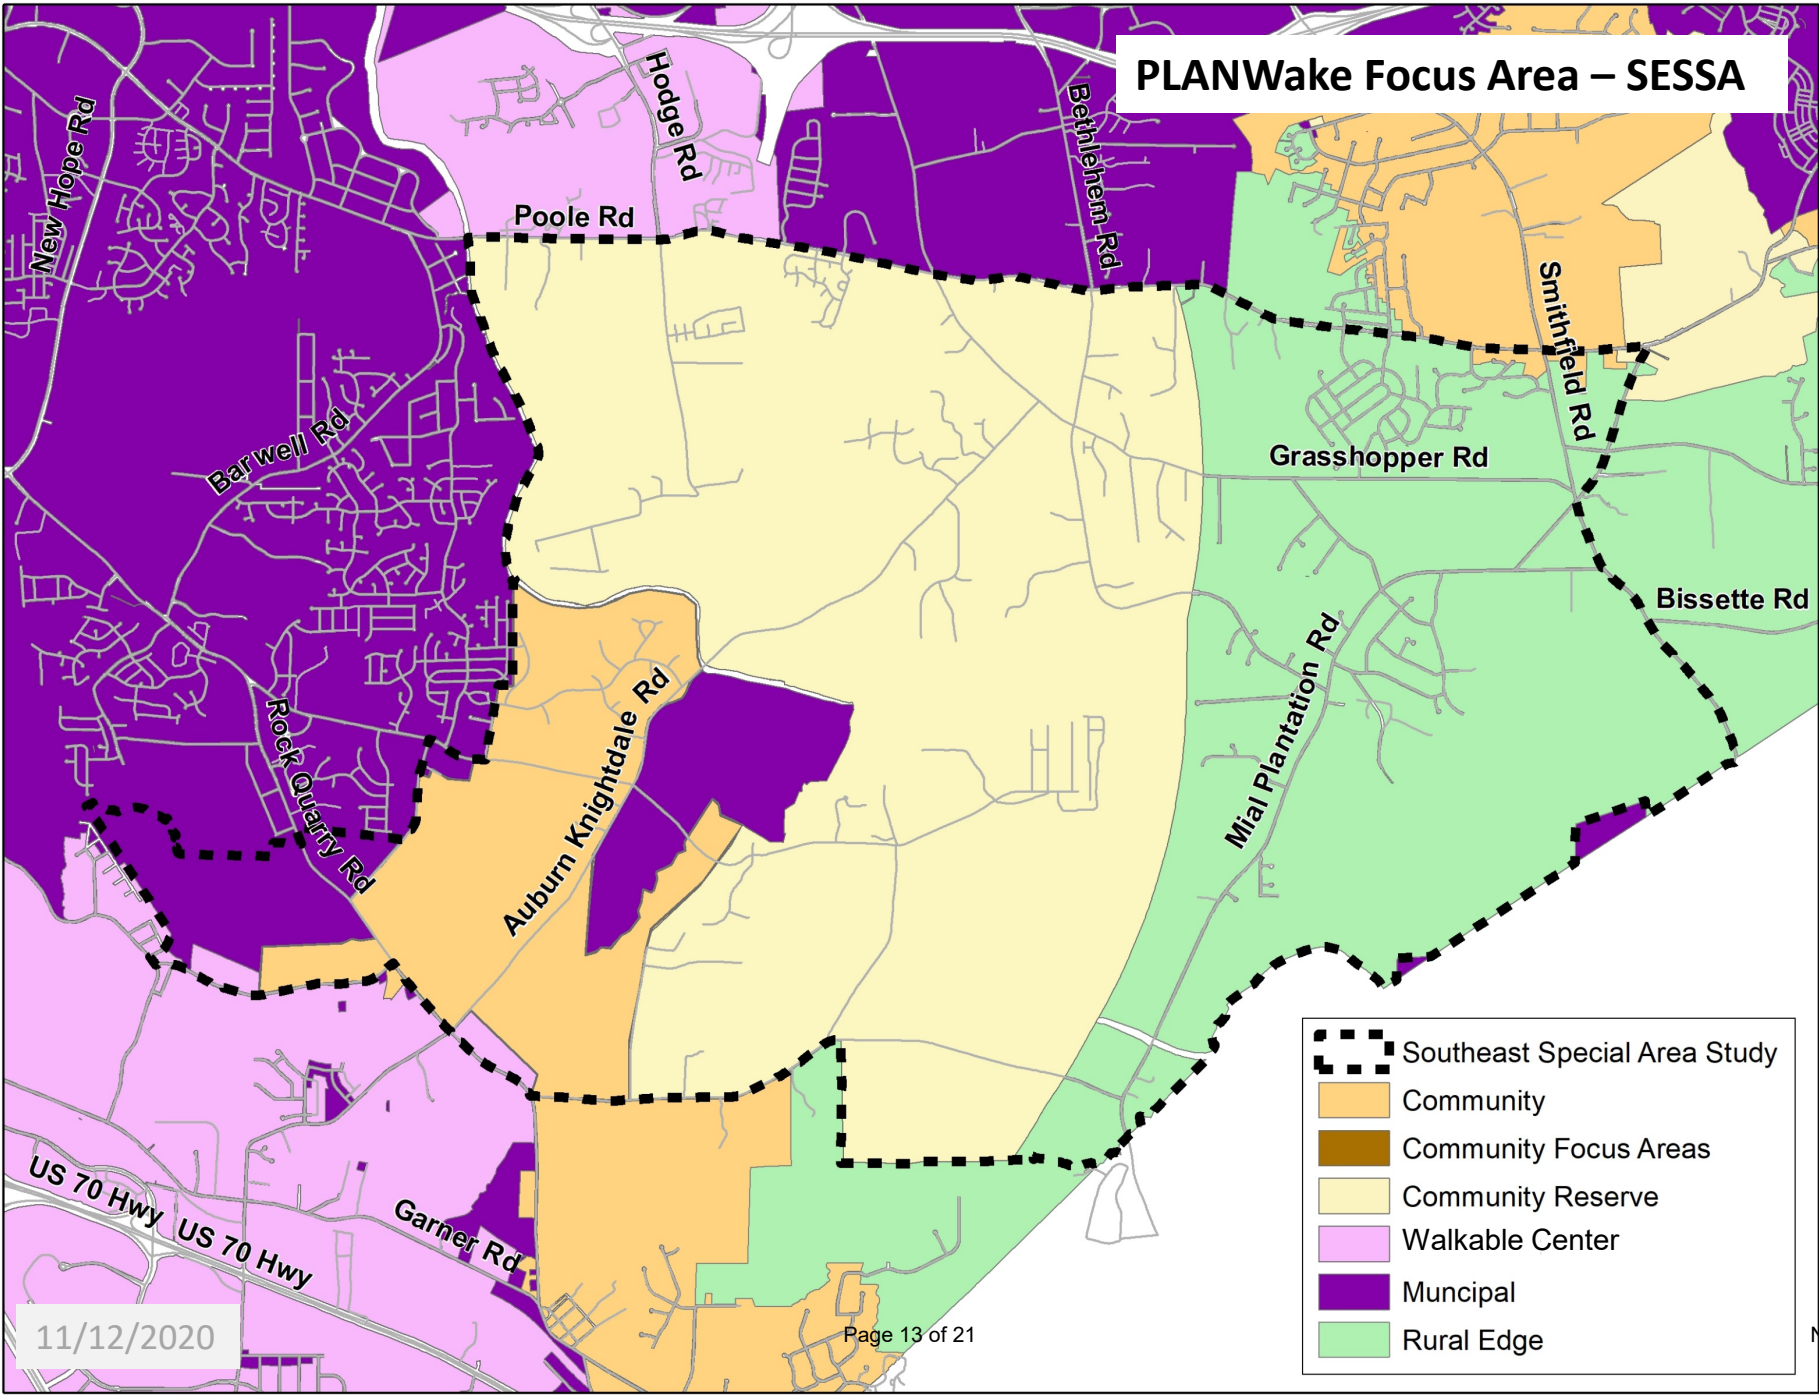 PLANWake Focus Area – SESSA
New Hope Rd
Hodge Rd
Bethlehem Rd
Poole Rd
Smithfield Rd
Barwell Rd
Grasshopper Rd
Bissette Rd
Mial Plantation Rd
Auburn Knightdale Rd
Rock Quarry Rd
US 70 Hwy
US 70 Hwy
Garner Rd
Southeast Special Area Study
Community
Community Focus Areas
Community Reserve
Walkable Center
Muncipal
Rural Edge
11/12/2020
Page 13 of 21